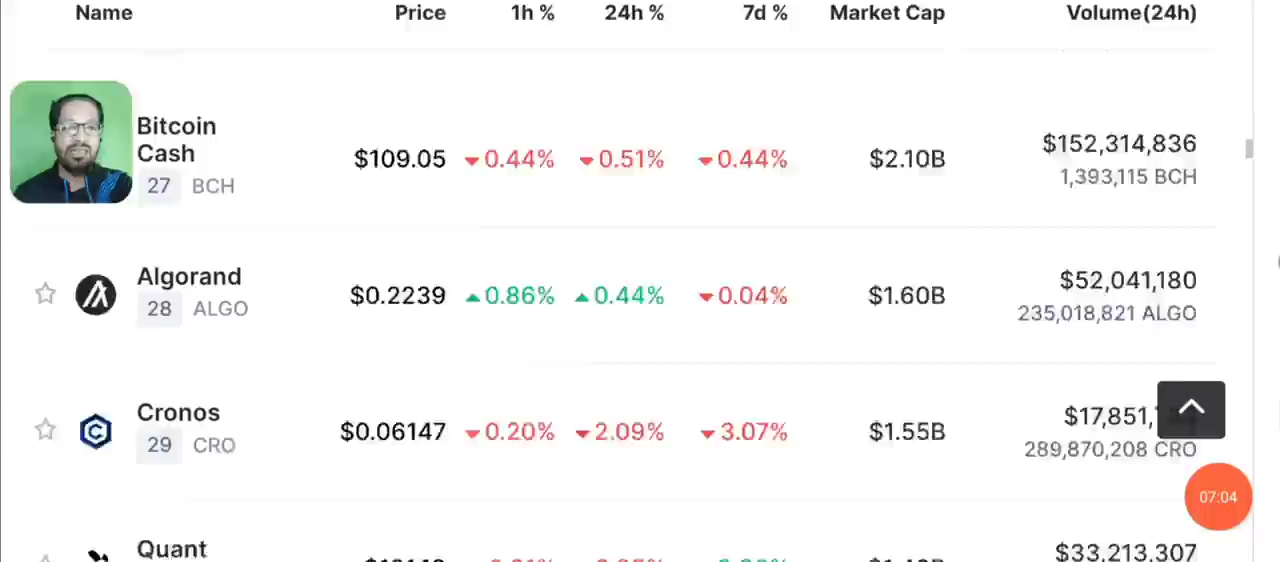 Name Price 1h % 24h % 7d % Market Cap Volume(24h)
Bitcoin
Cash
27 BCH
$109.05 0.44% 0.51% 0.44% $2.10B
$152,314,836
1,393,115 BCH
Algorand
28 ALGO
$0.2239 0.86% 0.44% 0.04% $1.60B
$52,041,180
235,018,821 ALGO
Cronos
29 CRO
$0.06147 0.20% 2.09% 3.07% $1.55B
$17,851,
289,870,208 CRO
07:04
Quant
$33,213,307